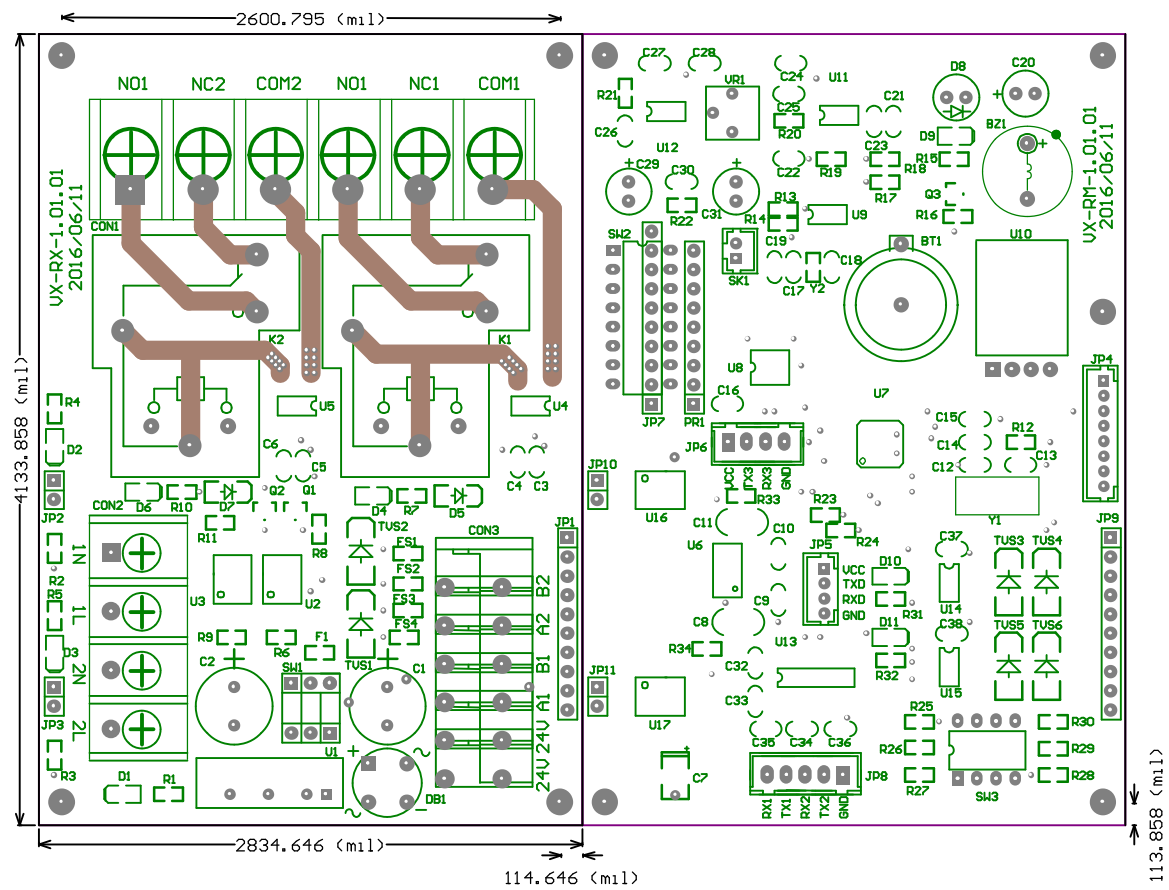 2600.795 (mil)
NO1 NC2 COM2 NO1 NC1 COM1
VX-RX-1.01.01
2016/06/11
CON1
K2
K1
U5
U4
R4
D2
JP2
C6
C5
C4 C3
CON2
D6
R10
D7
Q2
Q1
D4
R7
D5
R11
R8
TVS2
CON3
JP1
1N
R2
R5
1L
D3
2N
JP3
2L
R3
FS1
FS2
FS3
FS4
U3
U2
R9
R6
F1
TVS1
C2
SW1
C1
U1
DB1
D1
R1
B2
A2
B1
A1
24V
24V
4133.858 (mil)
2834.646 (mil)
114.646 (mil)
113.858 (mil)
C27
C28
C24
U11
VR1
R21
C26
U12
C25
R20
C21
D8
C20
D9
BZ1
C29
C30
C22
R19
C23
R18
R15
R17
Q3
R16
VX-RM-1.01.01
2016/06/11
R22
C31
R13
R14
U9
SW2
C19
SK1
C17
Y2
C18
BT1
U10
U8
C16
JP7
PR1
U7
JP4
C15
C14
C12
R12
C13
Y1
JP6
VCC
TX3
RX3
GND
JP10
U16
R33
C11
U6
C10
R23
R24
JP5
VCC
TXD
RXD
GND
D10
R31
D11
R32
C37
U14
C38
U15
TVS3 TVS4
TVS5 TVS6
JP9
C8
C9
R34
U13
C32
C33
JP11
U17
C35
C34
C36
C7
JP8
RX1
TX1
RX2
TX2
GND
R25
R26
R27
SW3
R30
R29
R28